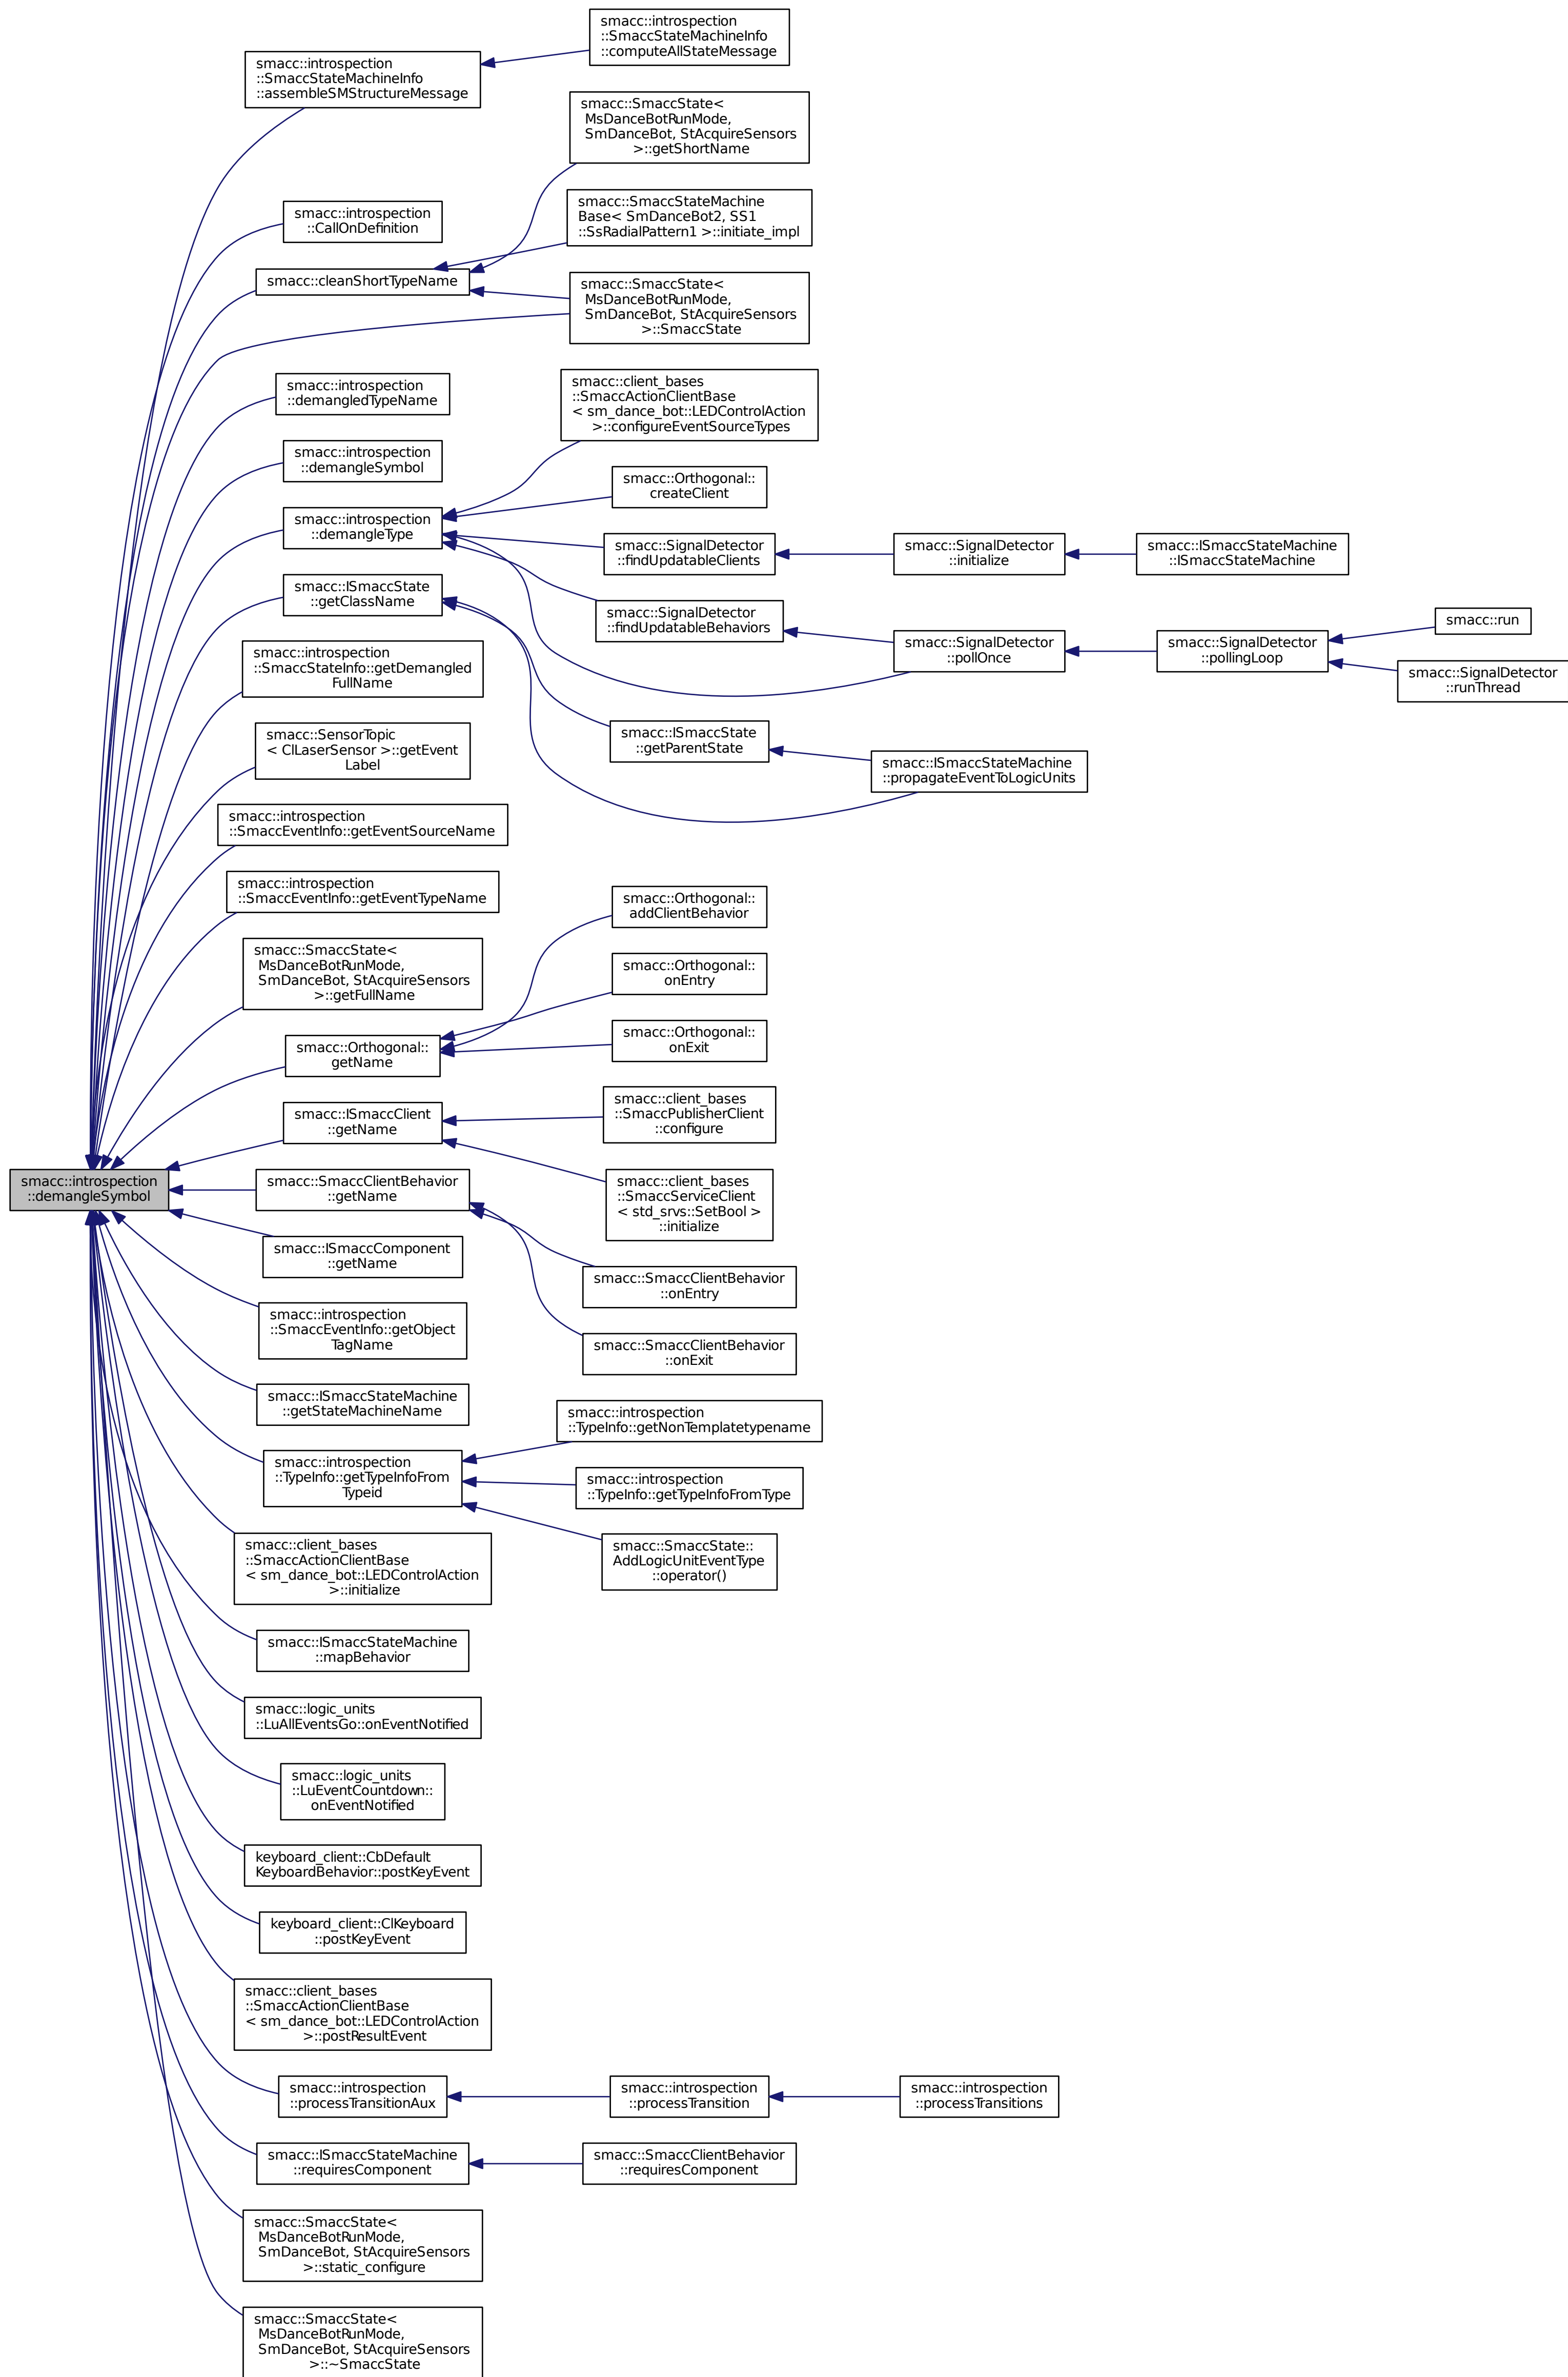 smacc::introspection
::SmaccStateMachineInfo
::computeAllStateMessage
smacc::introspection
::SmaccStateMachineInfo
::assembleSMStructureMessage
smacc::SmaccState<
MsDanceBotRunMode,
SmDanceBot, StAcquireSensors
>::getShortName
smacc::SmaccStateMachine
Base< SmDanceBot2, SS1
::SsRadialPattern1 >::initiate_impl
smacc::introspection
::CallOnDefinition
smacc::cleanShortTypeName
smacc::SmaccState<
MsDanceBotRunMode,
SmDanceBot, StAcquireSensors
>::SmaccState
smacc::introspection
::demangledTypeName
smacc::client_bases
::SmaccActionClientBase
< sm_dance_bot::LEDControlAction
>::configureEventSourceTypes
smacc::introspection
::demangleSymbol
smacc::Orthogonal::
createClient
smacc::introspection
::demangleType
smacc::SignalDetector
::findUpdatableClients
smacc::SignalDetector
::initialize
smacc::ISmaccStateMachine
::ISmaccStateMachine
smacc::ISmaccState
::getClassName
smacc::SignalDetector
::findUpdatableBehaviors
smacc::SignalDetector
::pollOnce
smacc::SignalDetector
::pollingLoop
smacc::run
smacc::SignalDetector
::runThread
smacc::introspection
::SmaccStateInfo::getDemangled
FullName
smacc::ISmaccState
::getParentState
smacc::ISmaccStateMachine
::propagateEventToLogicUnits
smacc::SensorTopic
< ClLaserSensor >::getEvent
Label
smacc::introspection
::SmaccEventInfo::getEventSourceName
smacc::introspection
::SmaccEventInfo::getEventTypeName
smacc::Orthogonal::
addClientBehavior
smacc::SmaccState<
MsDanceBotRunMode,
SmDanceBot, StAcquireSensors
>::getFullName
smacc::Orthogonal::
onEntry
smacc::Orthogonal::
getName
smacc::Orthogonal::
onExit
smacc::ISmaccClient
::getName
smacc::client_bases
::SmaccPublisherClient
::configure
smacc::introspection
::demangleSymbol
smacc::SmaccClientBehavior
::getName
smacc::client_bases
::SmaccServiceClient
< std_srvs::SetBool >
::initialize
smacc::ISmaccComponent
::getName
smacc::SmaccClientBehavior
::onEntry
smacc::introspection
::SmaccEventInfo::getObject
TagName
smacc::SmaccClientBehavior
::onExit
smacc::ISmaccStateMachine
::getStateMachineName
smacc::introspection
::TypeInfo::getNonTemplatetypename
smacc::introspection
::TypeInfo::getTypeInfoFrom
Typeid
smacc::introspection
::TypeInfo::getTypeInfoFromType
smacc::SmaccState::
AddLogicUnitEventType
::operator()
smacc::client_bases
::SmaccActionClientBase
< sm_dance_bot::LEDControlAction
>::initialize
smacc::ISmaccStateMachine
::mapBehavior
smacc::logic_units
::LuAllEventsGo::onEventNotified
smacc::logic_units
::LuEventCountdown::
onEventNotified
keyboard_client::CbDefault
KeyboardBehavior::postKeyEvent
keyboard_client::ClKeyboard
::postKeyEvent
smacc::client_bases
::SmaccActionClientBase
< sm_dance_bot::LEDControlAction
>::postResultEvent
smacc::introspection
::processTransitionAux
smacc::introspection
::processTransition
smacc::introspection
::processTransitions
smacc::ISmaccStateMachine
::requiresComponent
smacc::SmaccClientBehavior
::requiresComponent
smacc::SmaccState<
MsDanceBotRunMode,
SmDanceBot, StAcquireSensors
>::static_configure
smacc::SmaccState<
MsDanceBotRunMode,
SmDanceBot, StAcquireSensors
>::~SmaccState